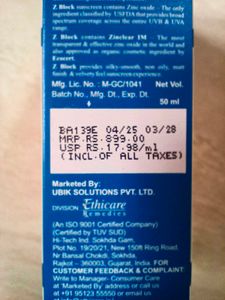 Z Block sunscreen contains Zinc oxide - The only
ingredient classified by USFDA that provides broad
spectrum coverage across the entire UVB & UVA
range.
Z Block contains Zinclear IM - The most
transparent & effective zinc oxide in the world and
also approved as organic cosmetic ingredients by
Ecocert.
Z Block provides silky-smooth, non oily, matt
finish & velvety feel sunscreen experience.
Mfg. Lic. No.: M-GC/1041 Net Vol.
Batch No., Mfg. Dt., Exp. Dt. 50 ml
BA139E 04/25 03/28
MRP.RS.899.00
USP RS.17.98/ml
(INCL.OF ALL TAXES)
Marketed By:
UBIK SOLUTIONS PVT. LTD.
DIVISION Ethicare
Remedies
(An ISO 9001 Certified Company)
(Certified by TUV SUD)
Hi-Tech Ind. Sokhda Gam,
Plot No. 19/20/21, New 150ft Ring Road
Nr Bansal Chokdi, Sokhda,
Rajkot – 360003, Gujarat, India. FOR
CUSTOMER FEEDBACK & COMPLAINT:
Write to Manager- Consumer Care
at 'Marketed By' address or call us
at +91 95123 55550 or email to